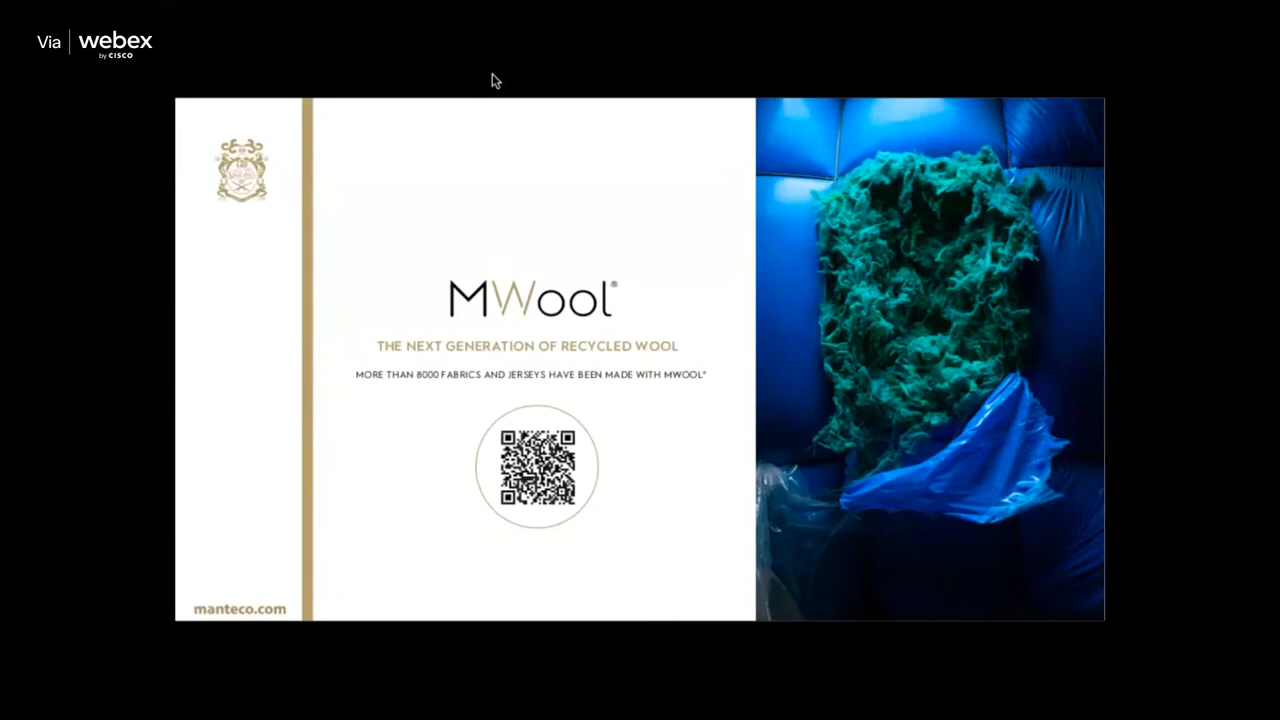 Via webex
by CISCO
MWool®
THE NEXT GENERATION OF RECYCLED WOOL
MORE THAN 8000 FABRICS AND JERSEYS HAVE BEEN MADE WITH MWOOL®
manteco.com